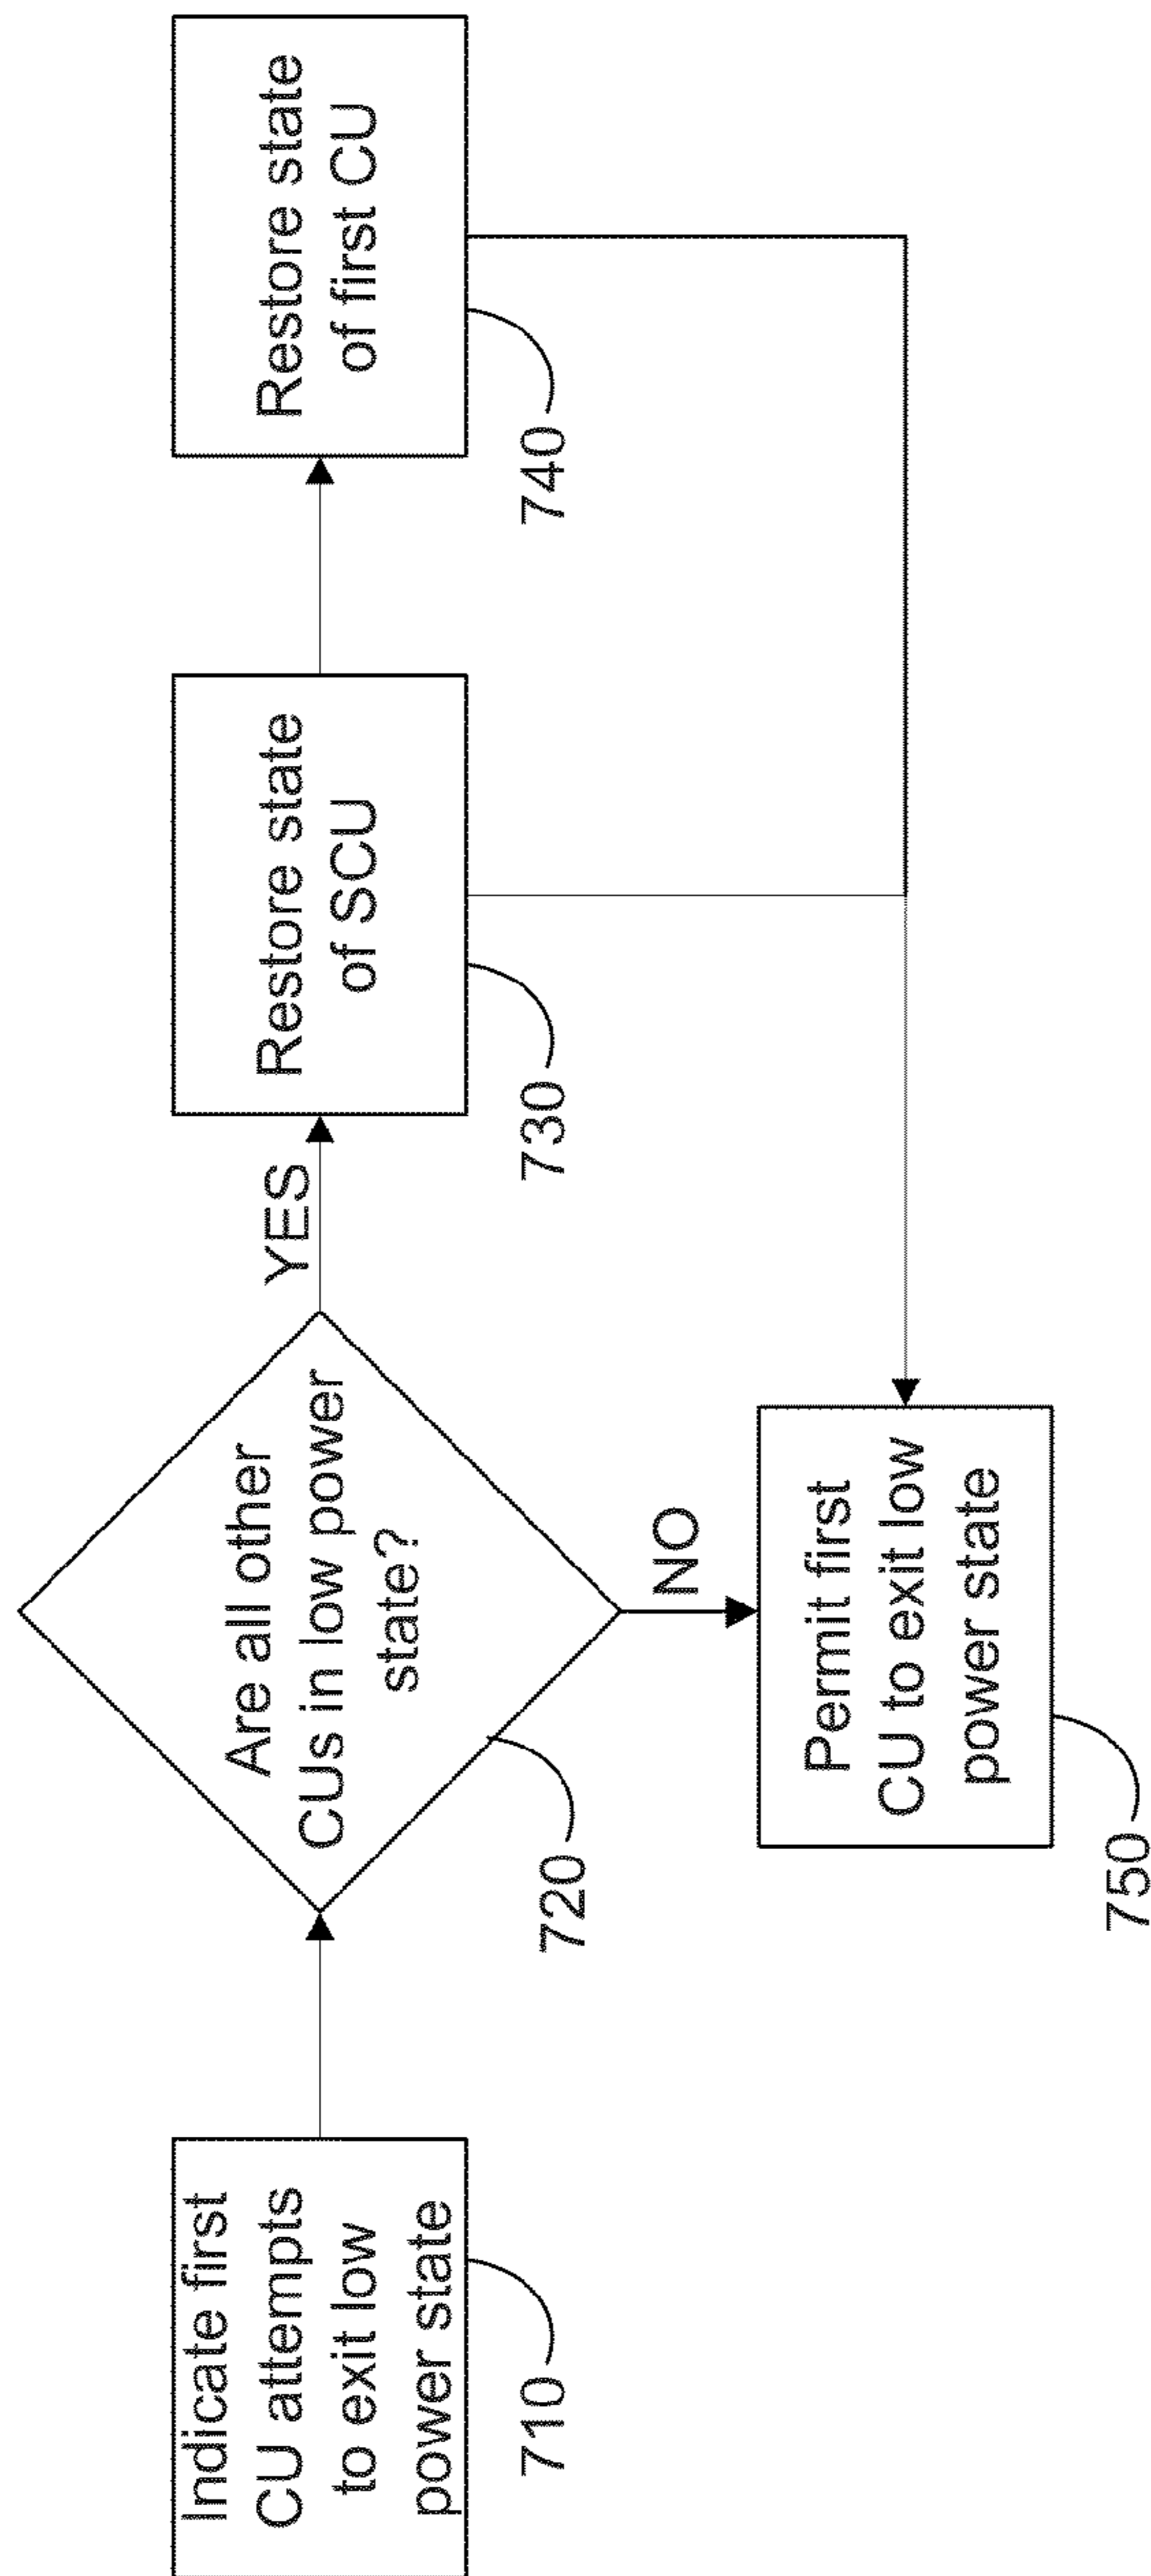 Indicate first
CU attempts
to exit low
power state
710
Are all other
CUs in low power
state?
720
YES
Restore state
of SCU
730
Restore state
of first CU
740
NO
Permit first
CU to exit low
power state
750